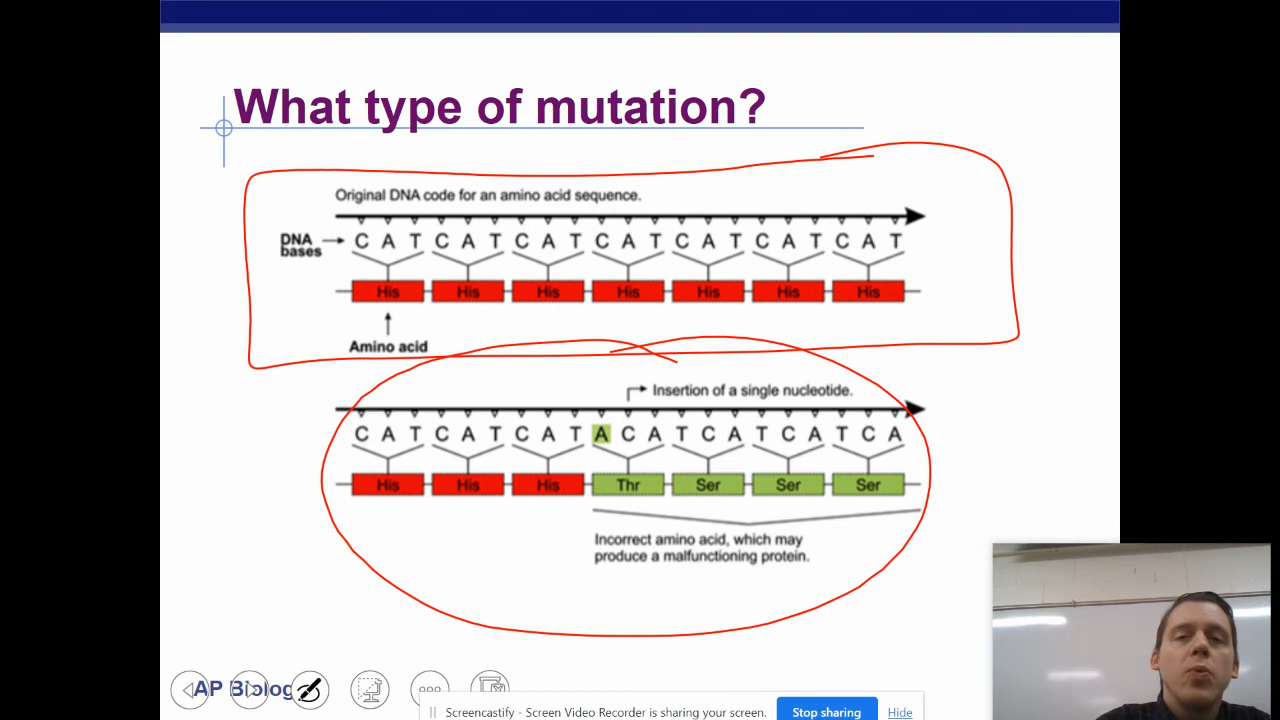 What type of mutation?
Original DNA code for an amino acid sequence.
DNA bases
C A T C A T C A T C A T C A T C A T C A T
His His His His His His His
Amino acid
Insertion of a single nucleotide.
C A T C A T C A T A C A T C A T C A T C A
His His His Thr Ser Ser Ser
Incorrect amino acid, which may
produce a malfunctioning protein.
AP Biolog
Screencastify - Screen Video Recorder is sharing your screen. Stop sharing Hide